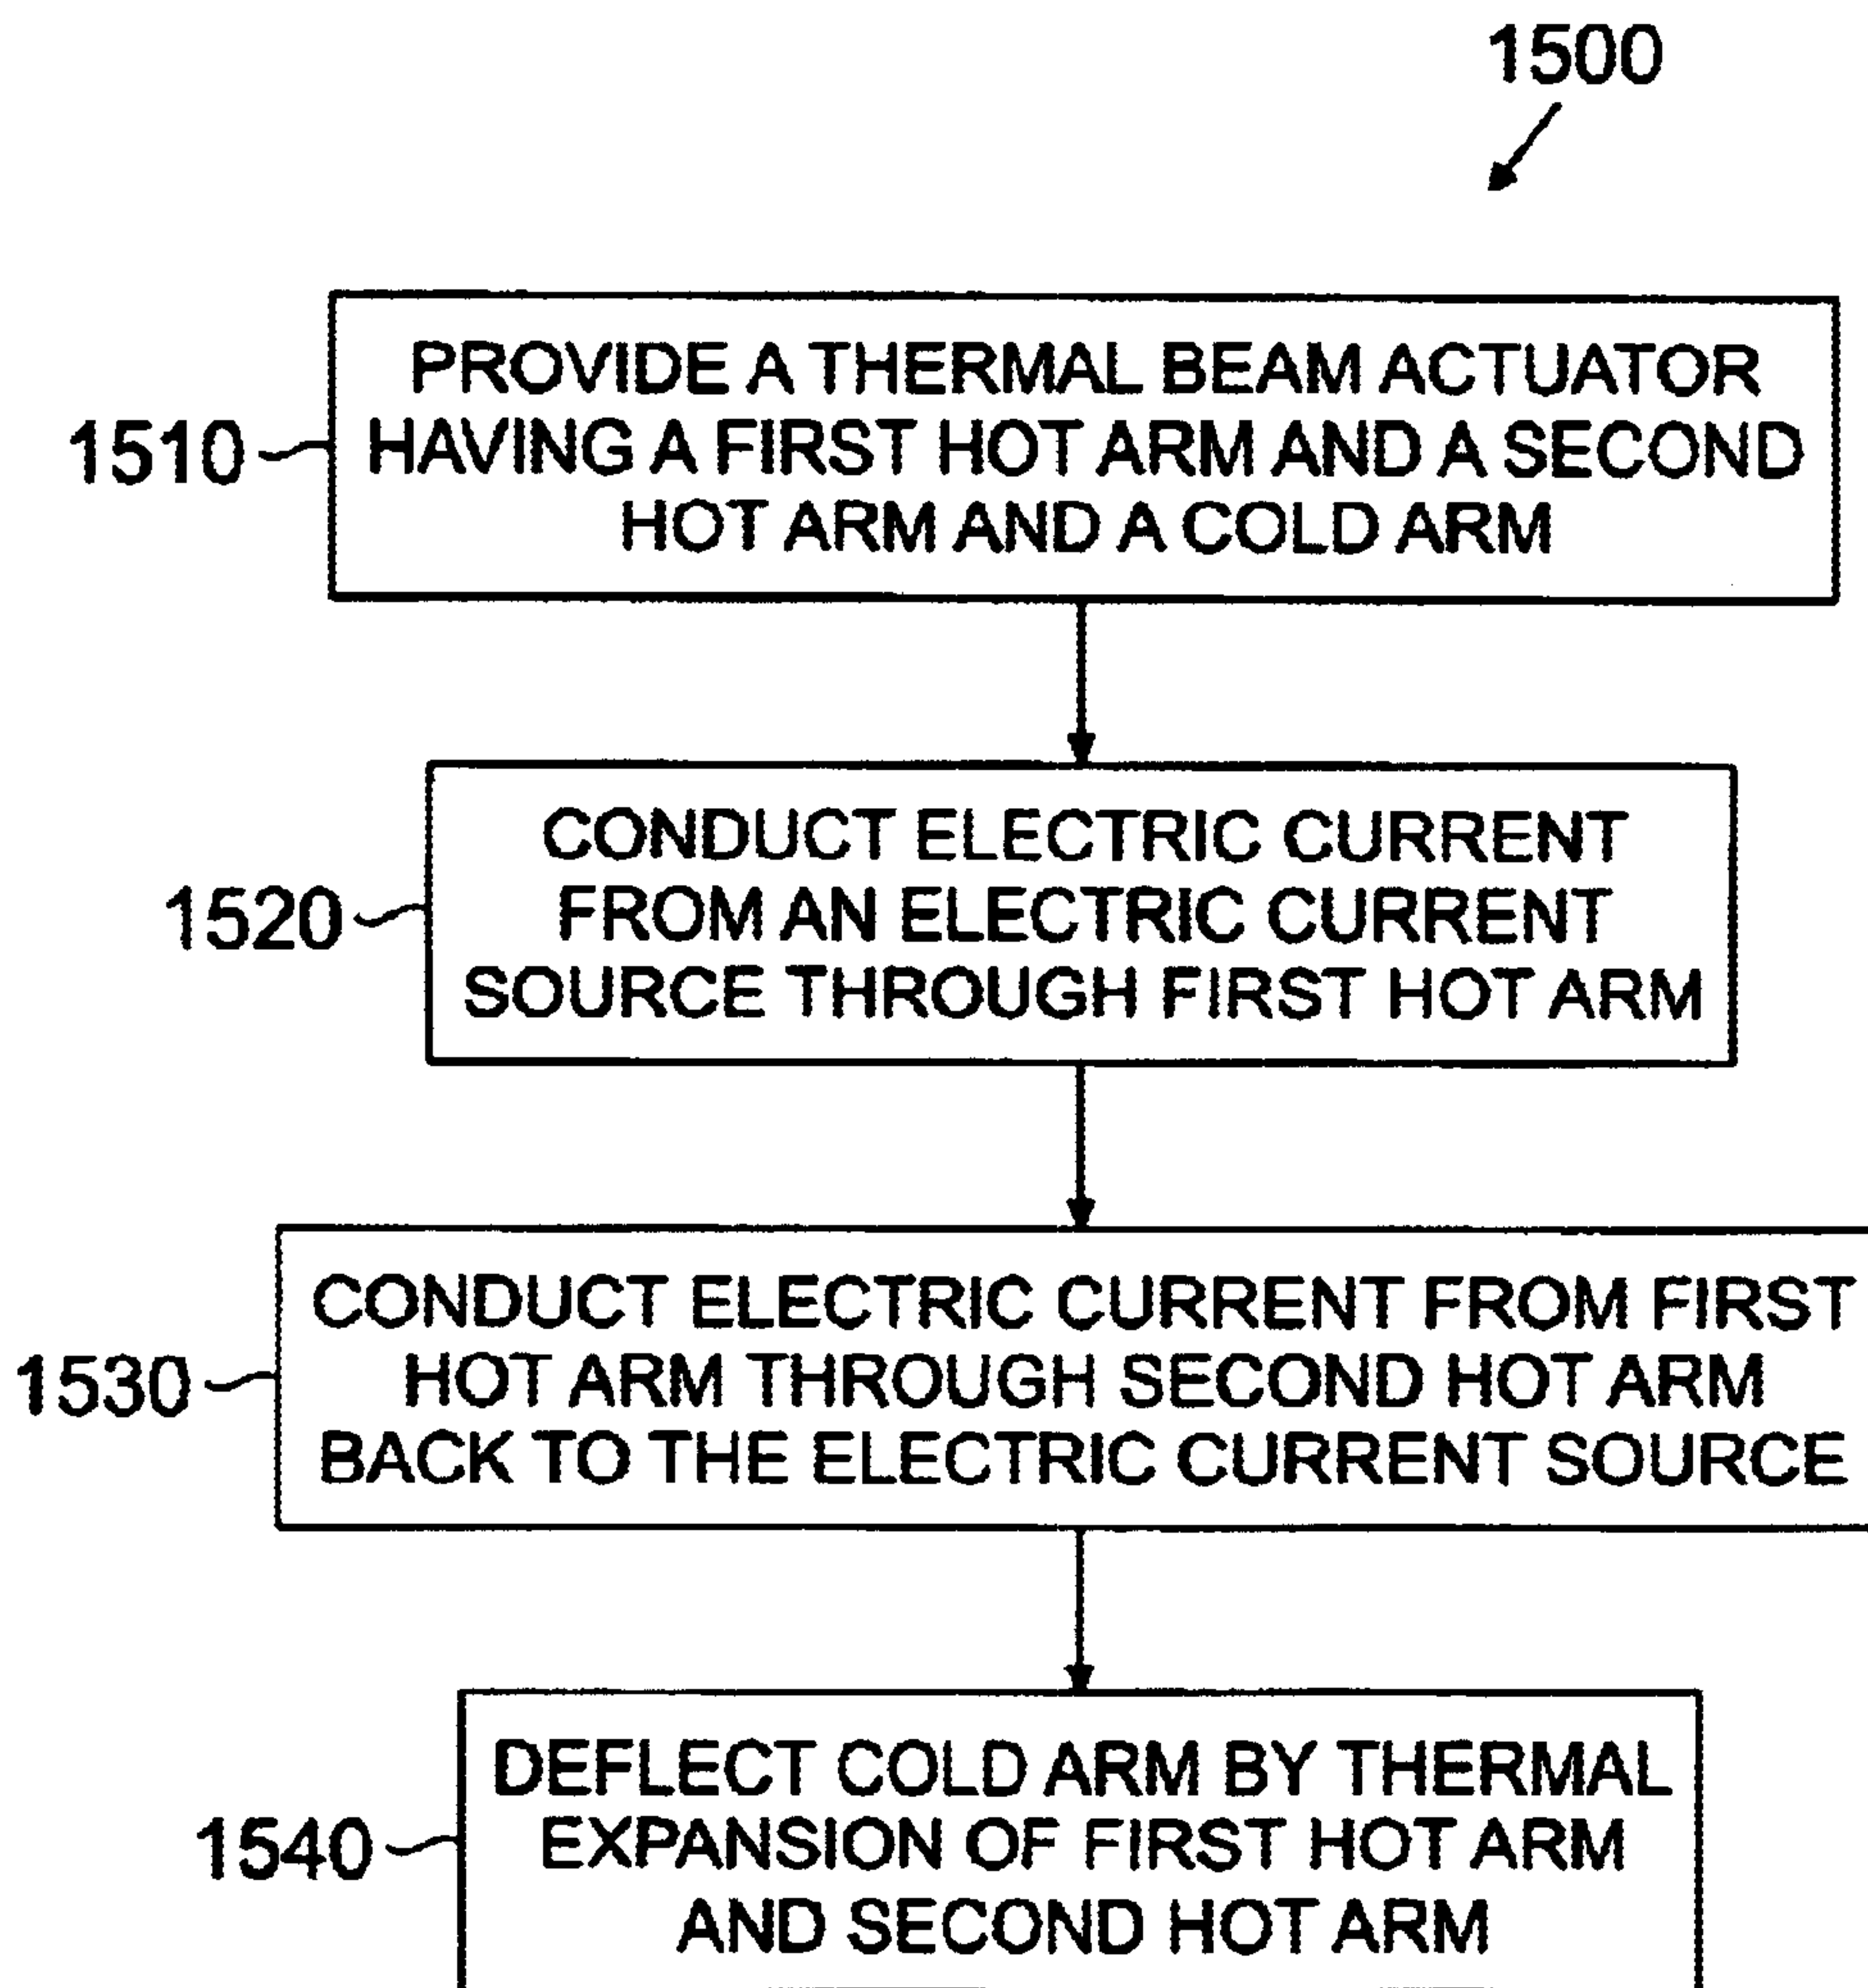 1500
PROVIDE A THERMAL BEAM ACTUATOR
1510 HAVING A FIRST HOT ARM AND A SECOND
HOT ARM AND A COLD ARM
CONDUCT ELECTRIC CURRENT
1520 FROM AN ELECTRIC CURRENT
SOURCE THROUGH FIRST HOT ARM
CONDUCT ELECTRIC CURRENT FROM FIRST
1530 HOT ARM THROUGH SECOND HOT ARM
BACK TO THE ELECTRIC CURRENT SOURCE
DEFLECT COLD ARM BY THERMAL
1540 EXPANSION OF FIRST HOT ARM
AND SECOND HOT ARM